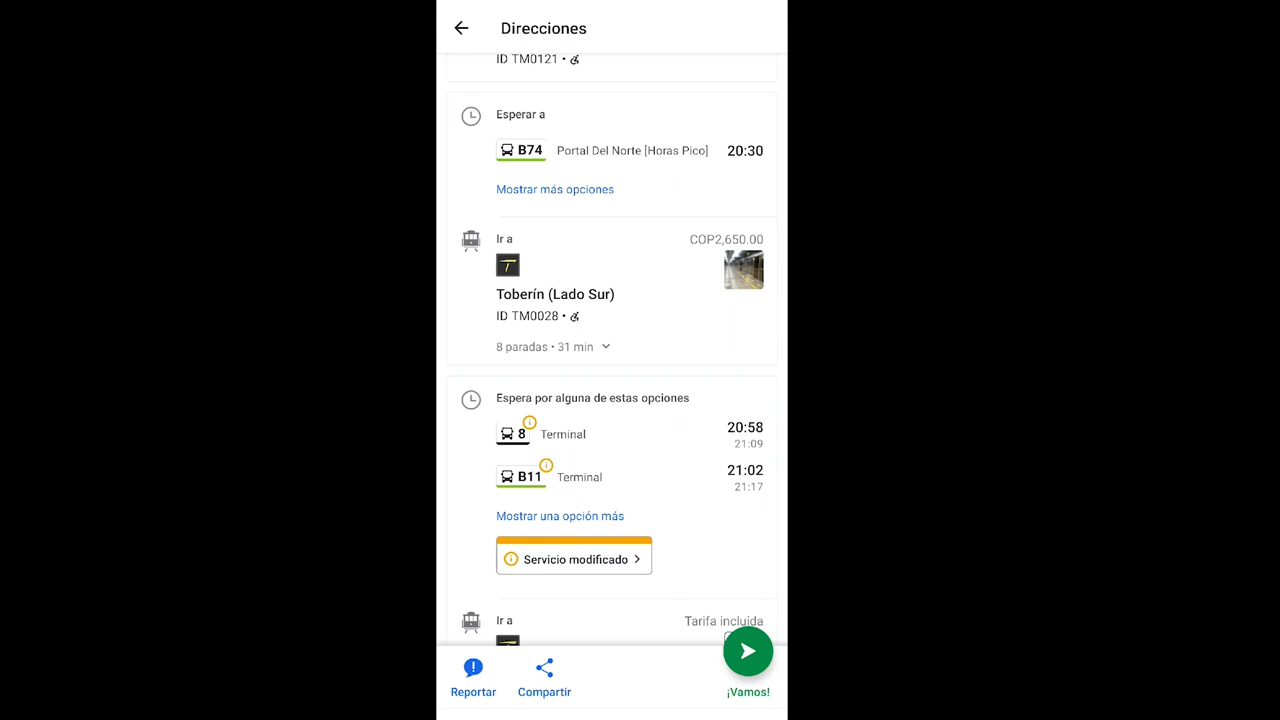 Direcciones
ID TM0121 •
Esperar a
B74 Portal Del Norte [Horas Pico] 20:30
Mostrar más opciones
Ir a COP2,650.00
T
Toberín (Lado Sur)
ID TM0028 •
8 paradas • 31 min
Espera por alguna de estas opciones
8 Terminal 20:58
21:09
B11 Terminal 21:02
21:17
Mostrar una opción más
Servicio modificado
Ir a Tarifa incluida
Reportar Compartir ¡Vamos!